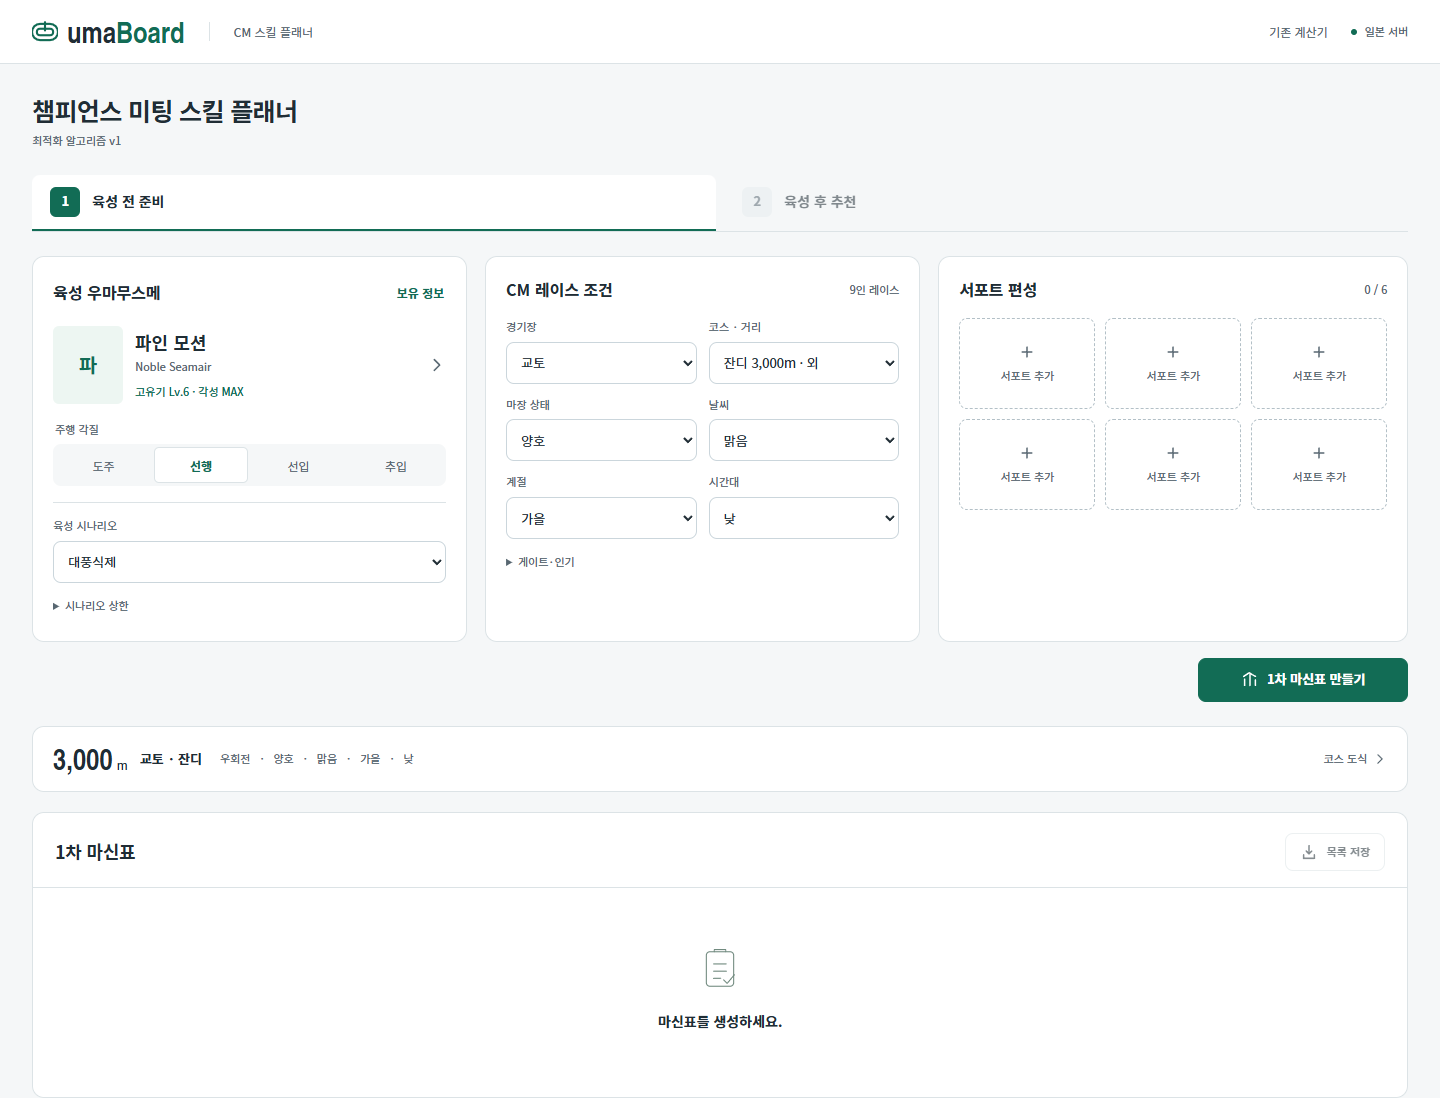 umaBoard
CM 스킬 플래너
기존 계산기
일본 서버
챔피언스 미팅 스킬 플래너
최적화 알고리즘 v1
1 육성 전 준비
2 육성 후 추천
육성 우마무스메
보유 정보
파
파인 모션
Noble Seamair
고유기 Lv.6 · 각성 MAX
주행 각질
도주 선행 선입 추입
육성 시나리오
대풍식제
시나리오 상한
CM 레이스 조건
9인 레이스
경기장 코스 · 거리
교토 잔디 3,000m · 외
마장 상태 날씨
양호 맑음
계절 시간대
가을 낮
게이트·인기
서포트 편성
0 / 6
서포트 추가 서포트 추가 서포트 추가
서포트 추가 서포트 추가 서포트 추가
1차 마신표 만들기
3,000 m 교토 · 잔디 우회전 · 양호 · 맑음 · 가을 · 낮
코스 도식
1차 마신표
목록 저장
마신표를 생성하세요.